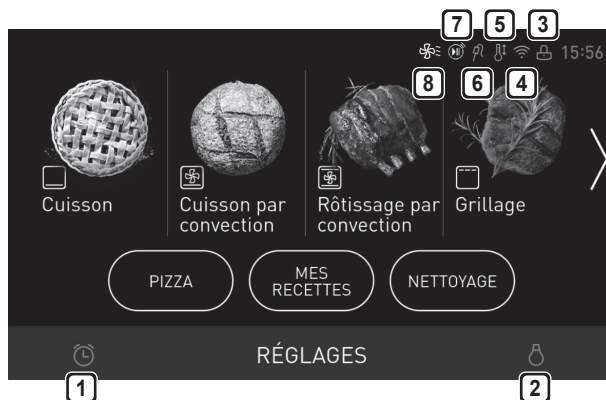 7 5 3
15:56
8 6 4
Cuisson
Cuisson par
convection
Rôtissage par
convection
Grillage
PIZZA
MES
RECETTES
NETTOYAGE
RÉGLAGES
1 2